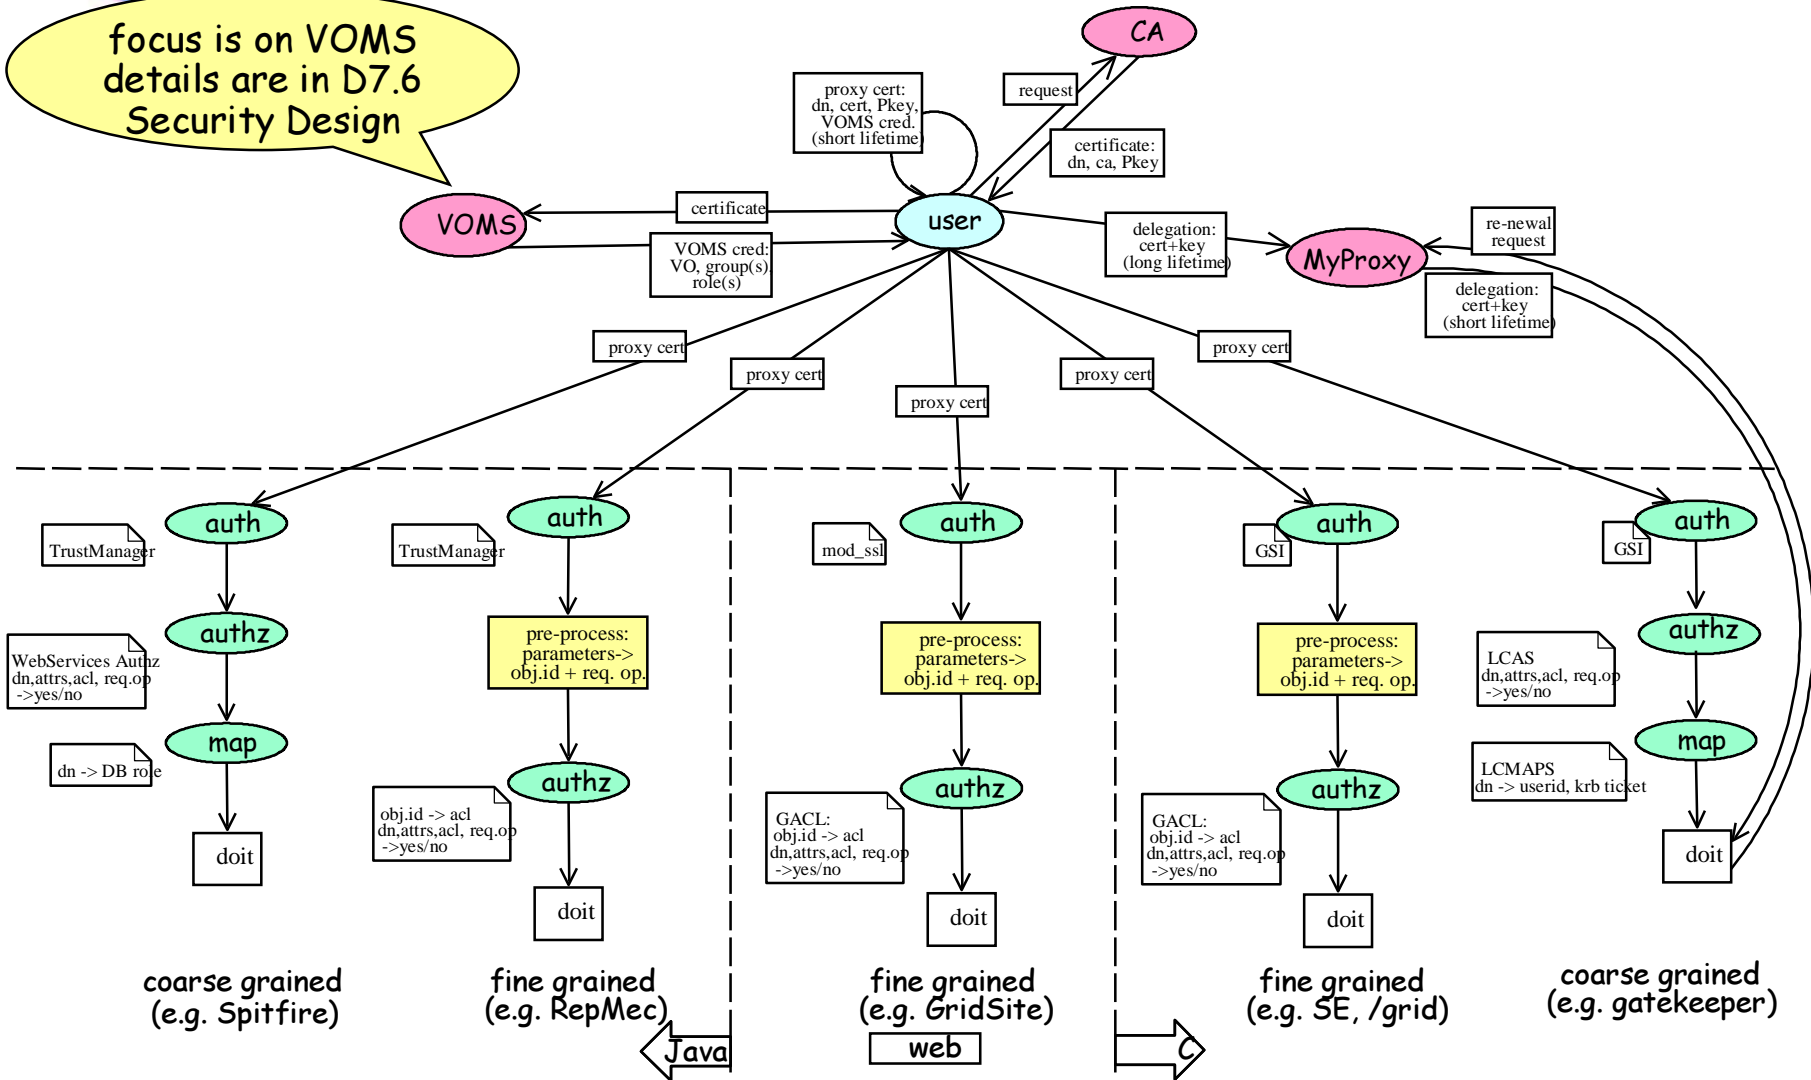 focus is on VOMS
details are in D7.6
Security Design
CA
request
proxy cert:
dn, cert, Pkey,
VOMS cred.
(short lifetime)
certificate:
dn, ca, Pkey
VOMS
certificate
user
VOMS cred:
VO, group(s),
role(s)
delegation:
cert+key
(long lifetime)
MyProxy
re-newal
request
delegation:
cert+key
(short lifetime)
proxy cert
proxy cert
proxy cert
proxy cert
proxy cert
auth
TrustManager
authz
WebServices Authz
dn,attrs,acl, req.op
->yes/no
map
dn -> DB role
doit
coarse grained
(e.g. Spitfire)
auth
TrustManager
pre-process:
parameters->
obj.id + req. op.
authz
obj.id -> acl
dn,attrs,acl, req.op
->yes/no
doit
fine grained
(e.g. RepMec)
auth
mod_ssl
pre-process:
parameters->
obj.id + req. op.
authz
GACL:
obj.id -> acl
dn,attrs,acl, req.op
->yes/no
doit
fine grained
(e.g. GridSite)
auth
GSI
pre-process:
parameters->
obj.id + req. op.
authz
GACL:
obj.id -> acl
dn,attrs,acl, req.op
->yes/no
doit
fine grained
(e.g. SE, /grid)
auth
GSI
authz
LCAS
dn,attrs,acl, req.op
->yes/no
map
LCMAPS
dn -> userid, krb ticket
doit
coarse grained
(e.g. gatekeeper)
Java
web
C